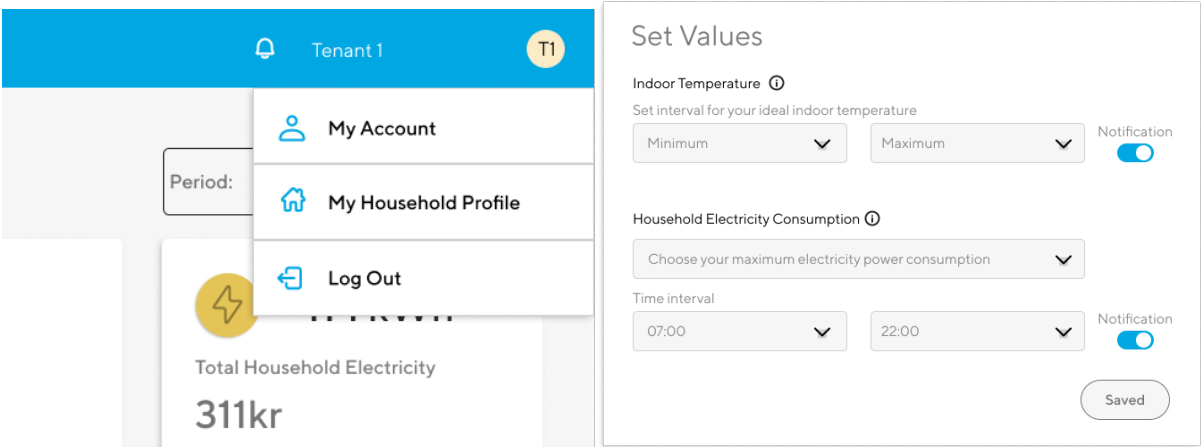 Tenant 1
T1
My Account
Period:
My Household Profile
Log Out
Total Household Electricity
311kr
Set Values
Indoor Temperature
Set interval for your ideal indoor temperature
Minimum
Maximum
Notification
Household Electricity Consumption
Choose your maximum electricity power consumption
Time interval
07:00
22:00
Notification
Saved